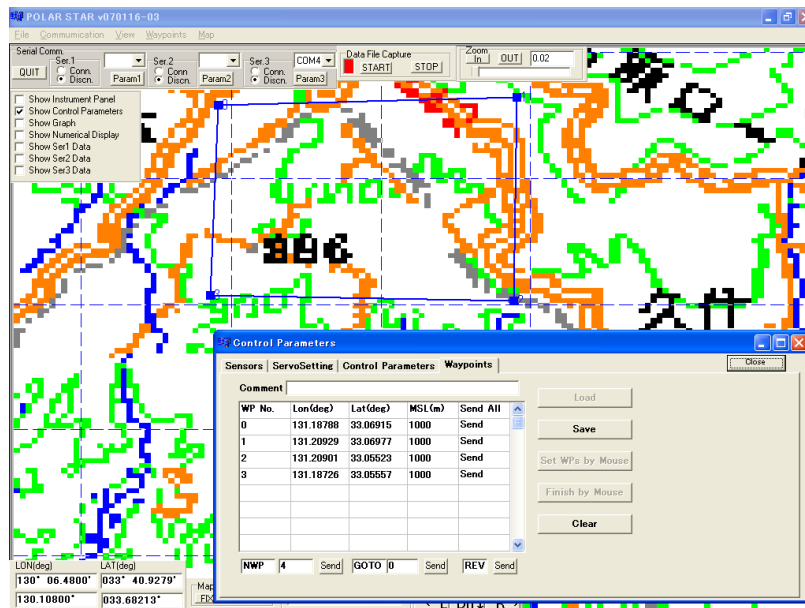 POLAR STAR v070116-03
File Communication View Waypoints Map
Serial Comm.
Ser.1 Ser.2 Ser.3 COM4
QUIT Conn. Discn. Param1 Conn. Discn. Param2 Conn. Discn. Param3
Data File Capture
START STOP
Zoom
In OUT 0.02
Show Instrument Panel
Show Control Parameters
Show Graph
Show Numerical Display
Show Ser1 Data
Show Ser2 Data
Show Ser3 Data
Control Parameters
Sensors ServoSetting Control Parameters Waypoints
Close
Comment
WP No. Lon(deg) Lat(deg) MSL(m) Send All
0 131.18788 33.06915 1000 Send
1 131.20929 33.06977 1000 Send
2 131.20901 33.05523 1000 Send
3 131.18726 33.05557 1000 Send
Load
Save
Set WPs by Mouse
Finish by Mouse
Clear
NWP 4 Send GOTO 0 Send REV Send
LON(deg) LAT(deg)
130° 06.4800' 033° 40.9279'
130.10800° 033.68213°
Map